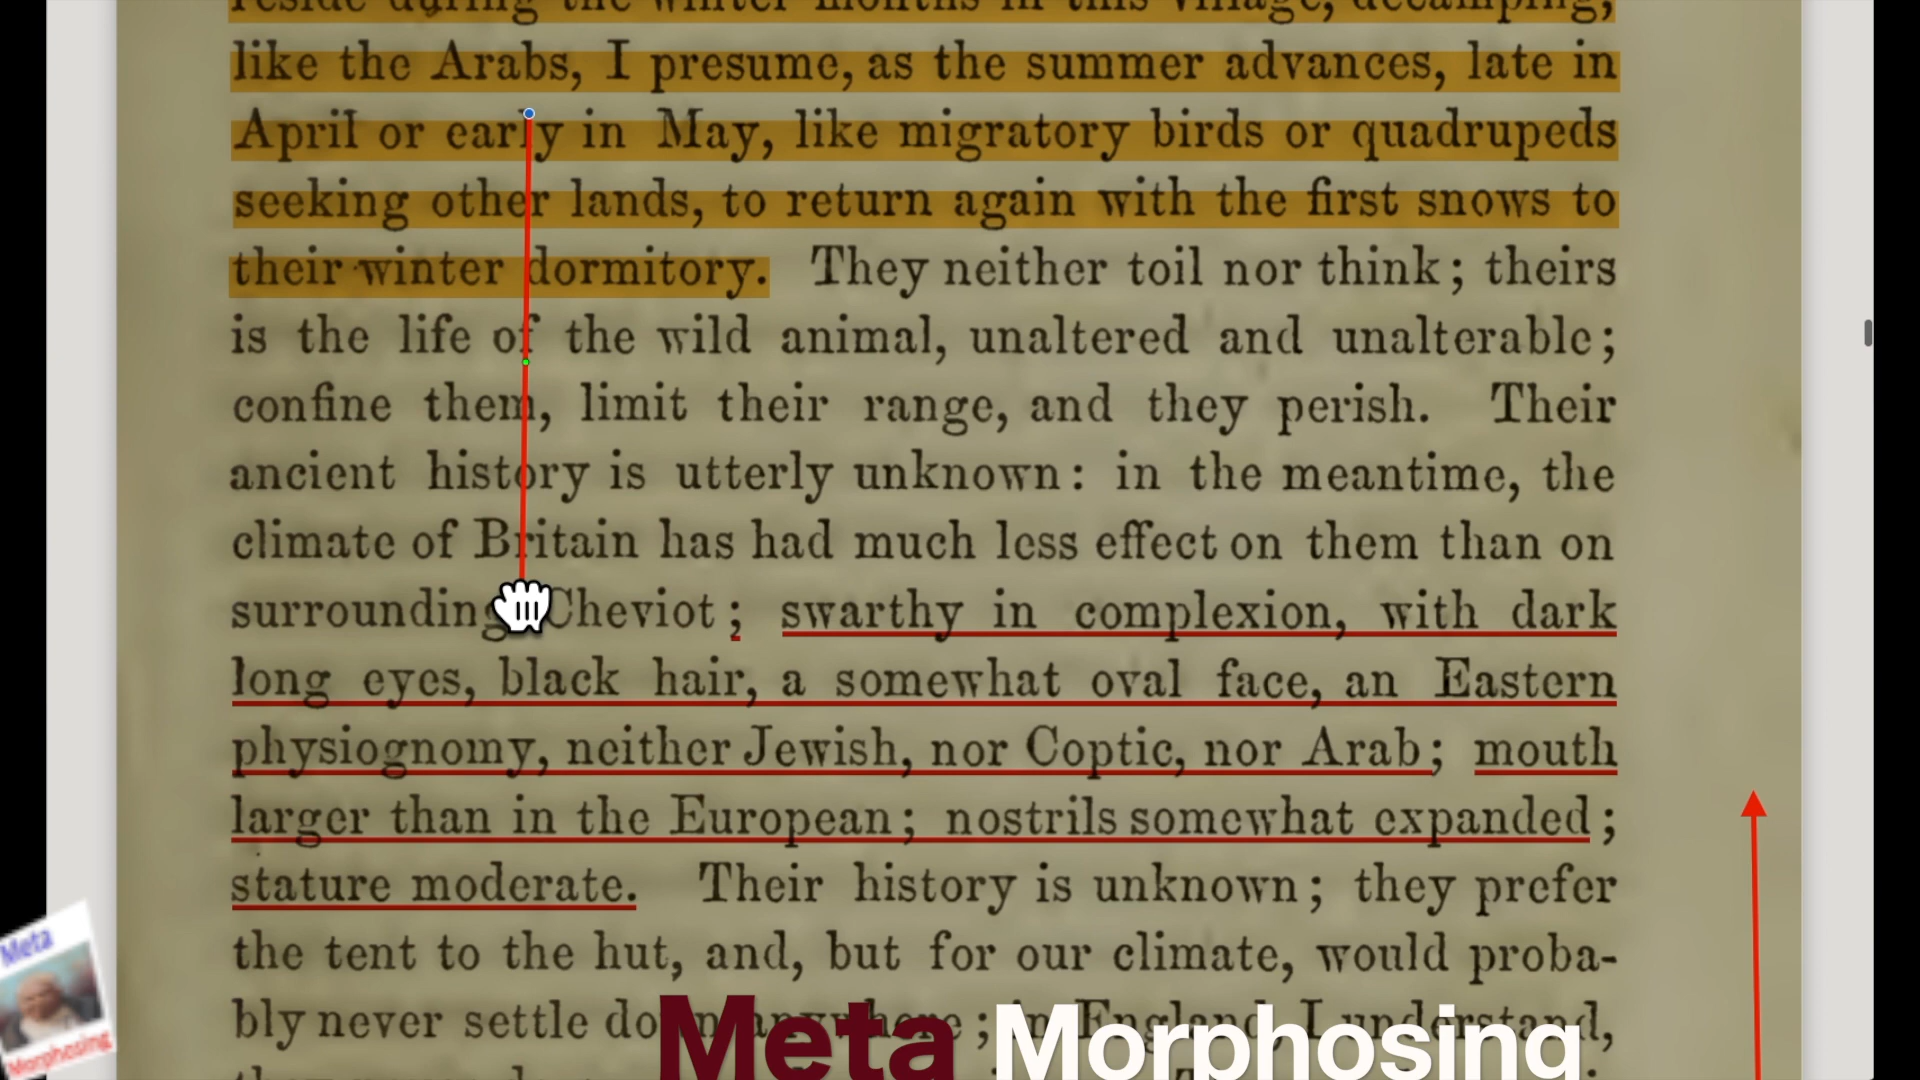 reside during the winter months in this village, decamping,
like the Arabs, I presume, as the summer advances, late in
April or early in May, like migratory birds or quadrupeds
seeking other lands, to return again with the first snows to
their winter dormitory. They neither toil nor think; theirs
is the life of the wild animal, unaltered and unalterable;
confine them, limit their range, and they perish. Their
ancient history is utterly unknown: in the meantime, the
climate of Britain has had much less effect on them than on
surrounding Cheviot; swarthy in complexion, with dark
long eyes, black hair, a somewhat oval face, an Eastern
physiognomy, neither Jewish, nor Coptic, nor Arab; mouth
larger than in the European; nostrils somewhat expanded;
stature moderate. Their history is unknown; they prefer
the tent to the hut, and, but for our climate, would proba-
bly never settle down anywhere; in England, I understand,
Meta Morphosing
Meta
Morphosing